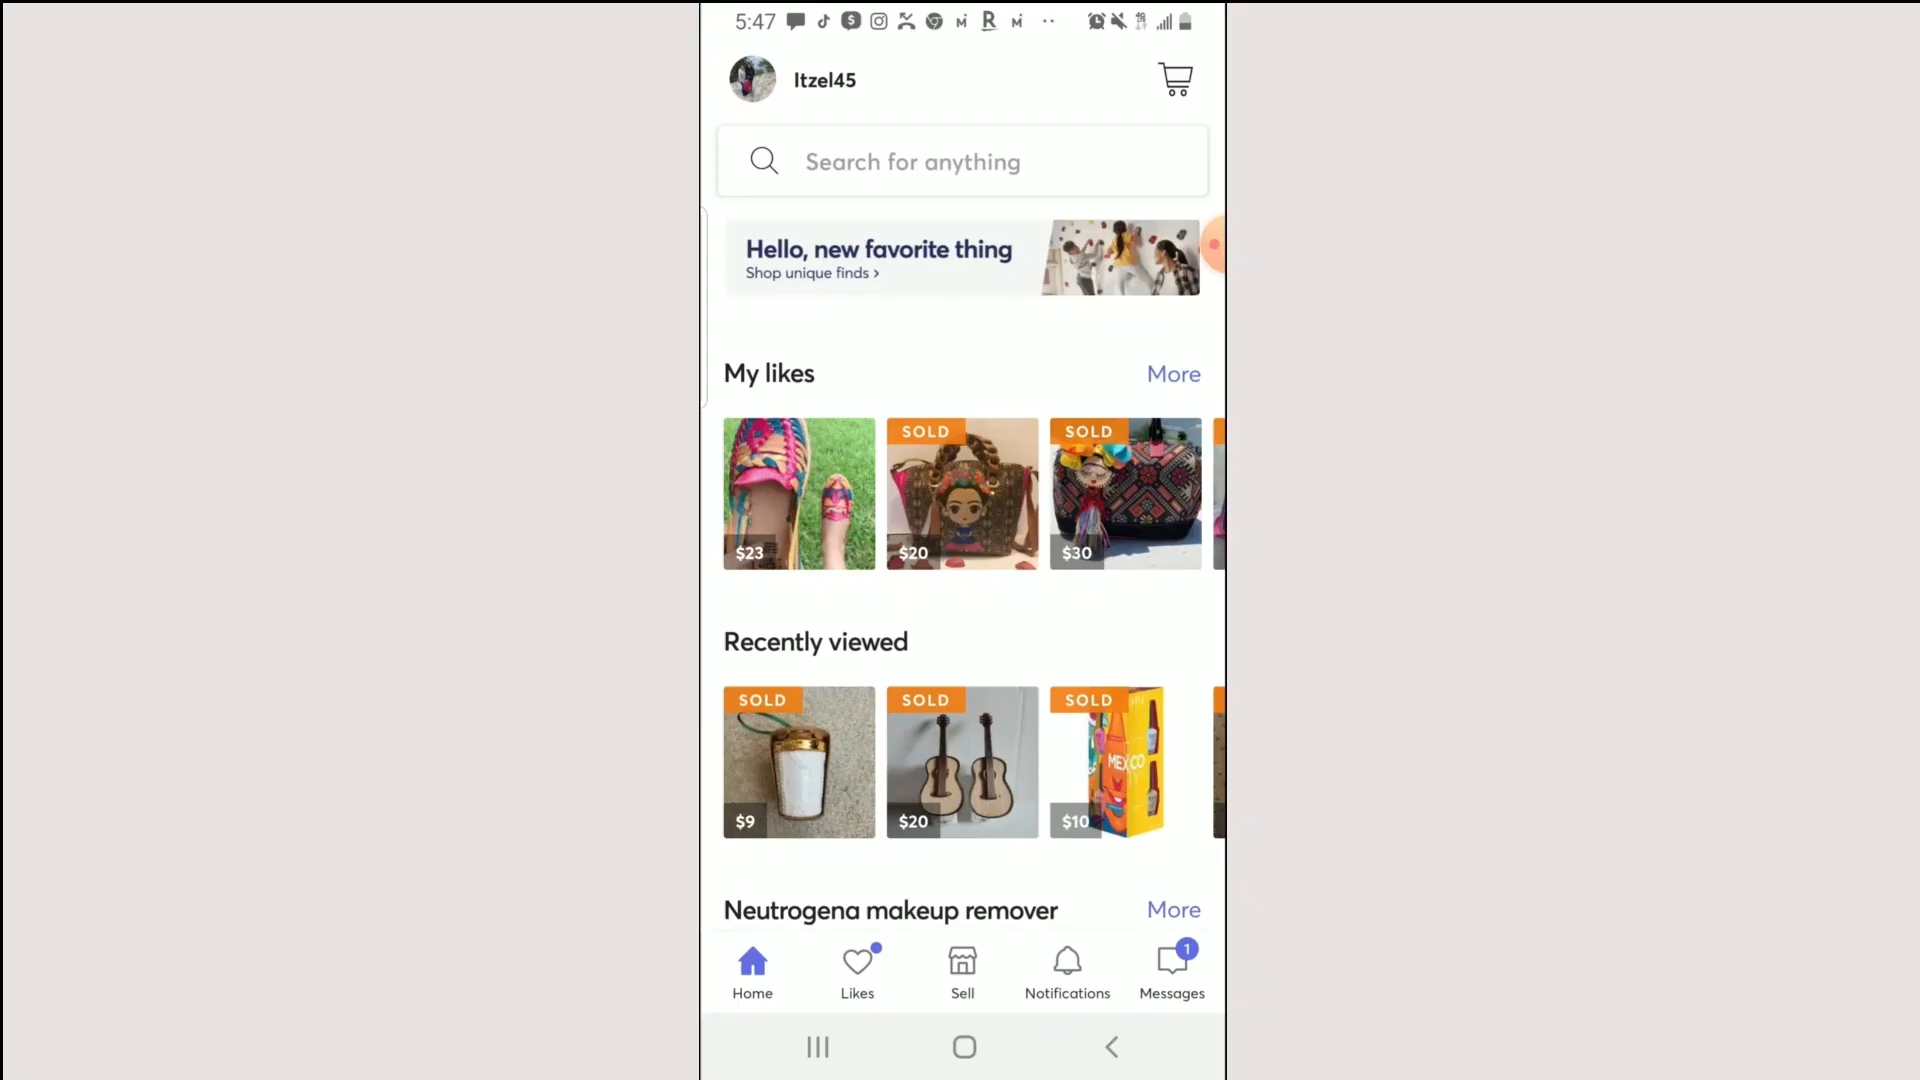 5:47
Itzel45
Search for anything
Hello, new favorite thing
Shop unique finds >
My likes
More
SOLD
SOLD
$23
$20
$30
Recently viewed
SOLD
SOLD
SOLD
MEXICO
$9
$20
$10
Neutrogena makeup remover
More
1
Home
Likes
Sell
Notifications
Messages